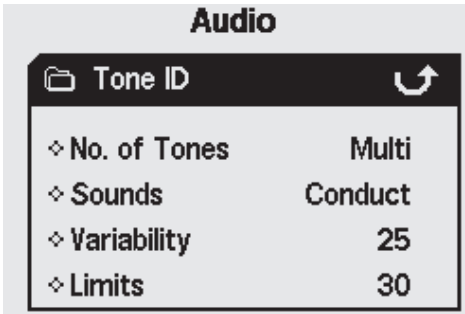 Audio
Tone ID
No. of Tones Multi
Sounds Conduct
Variability 25
Limits 30